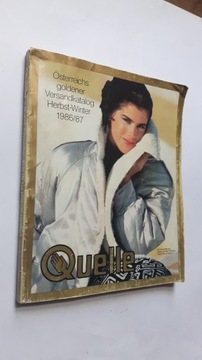 Österreichs
goldener
Versandkatalog
Herbst-Winter
1986/87
Quelle